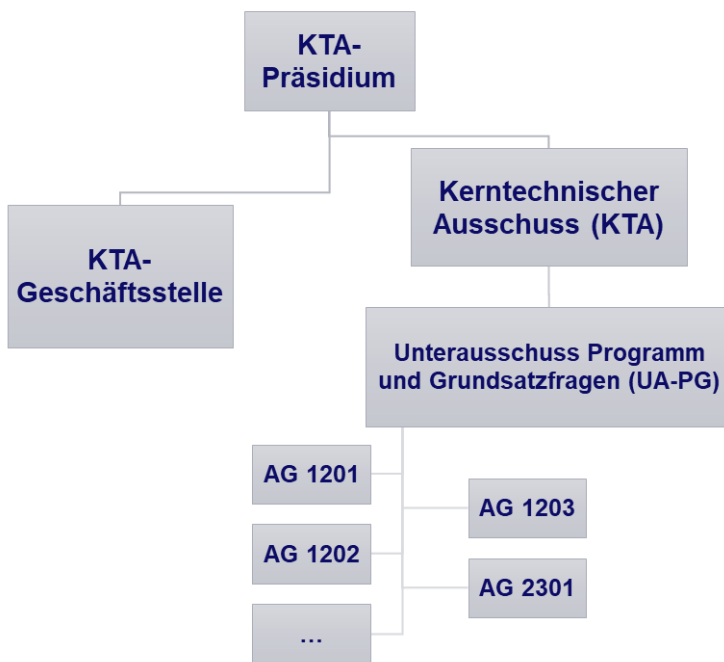 KTA-
Präsidium
Kerntechnischer
Ausschuss (KTA)
KTA-
Geschäftsstelle
Unterausschuss Programm
und Grundsatzfragen (UA-PG)
AG 1201
AG 1203
AG 1202
AG 2301
...